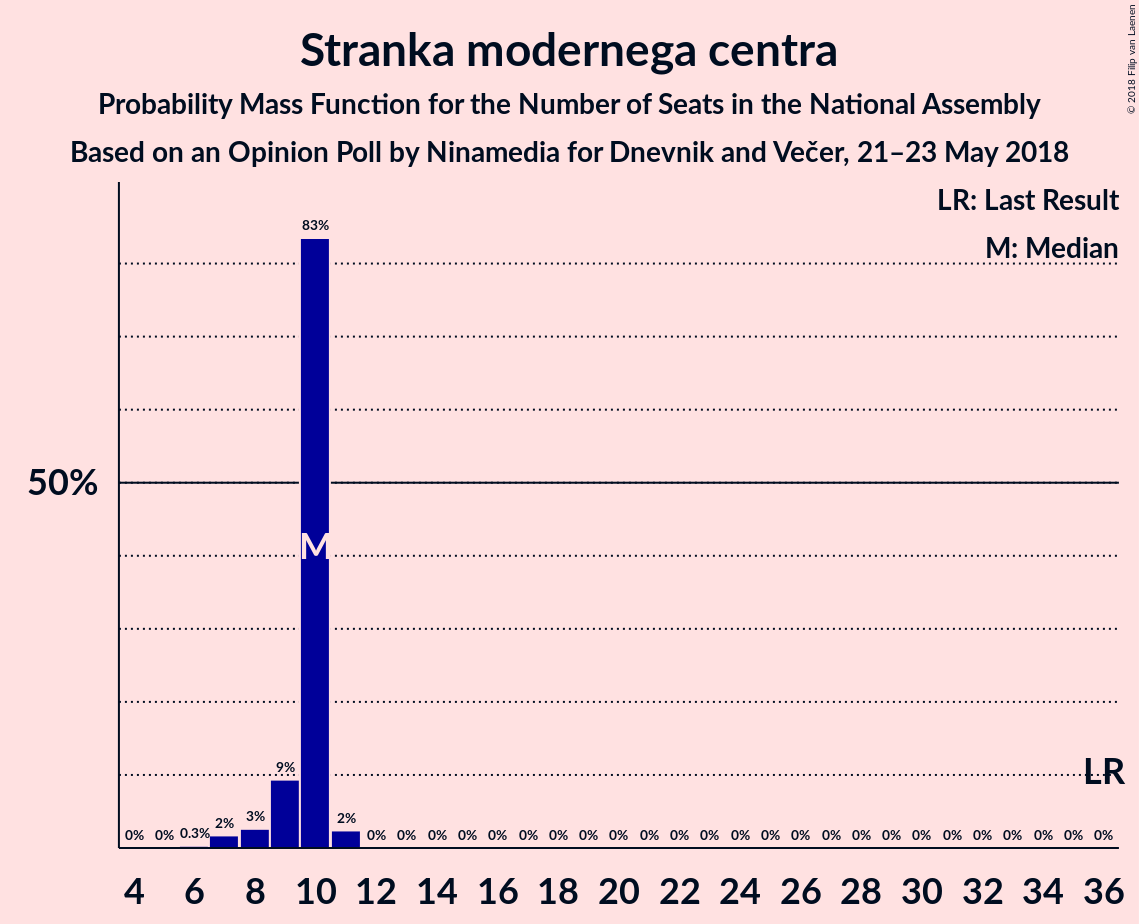 Stranka modernega centra
Probability Mass Function for the Number of Seats in the National Assembly
Based on an Opinion Poll by Ninamedia for Dnevnik and Večer, 21–23 May 2018
© 2018 Filip van Laenen
LR: Last Result
M: Median
83%
50%
M
9%
LR
0% 0% 0.3% 2% 3% 2% 0% 0% 0% 0% 0% 0% 0% 0% 0% 0% 0% 0% 0% 0% 0% 0% 0% 0% 0% 0% 0% 0% 0% 0% 0%
4 6 8 10 12 14 16 18 20 22 24 26 28 30 32 34 36